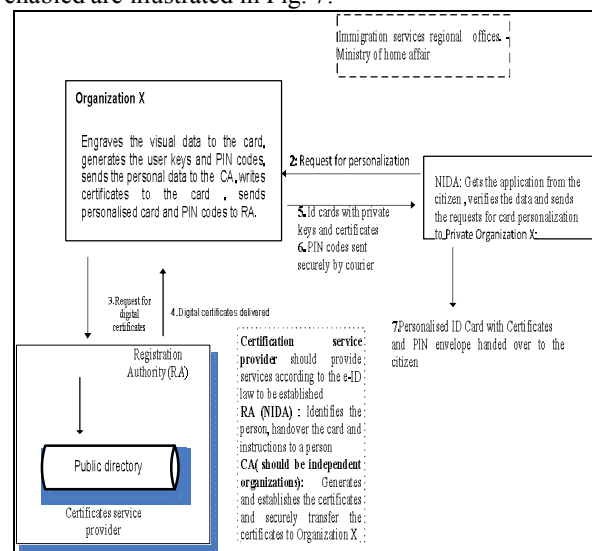 enabled are illustrated in Fig. 7.
Immigration services regional offices. -
Ministry of home affair
Organization X
Engraves the visual data to the card,
generates the user keys and PIN codes,
sends the personal data to the CA, writes
certificates to the card , sends
personalised card and PIN codes to RA.
2: Request for personalization
NIDA: Gets the application from the
citizen , verifies the data and sends
the requests for card personalization
to Private Organization X:
5. Id cards with private
keys and certificates
6. PIN codes sent
securely by courier
3.Request for
digital
certificates
4. Digital certificates delivered
7.Personalised ID Card with Certificates
and PIN envelope handed over to the
citizen
Registration
Authority (RA)
Public directory
Certificates service
provider
Certification service
provider should provide
services according to the e-ID
law to be established
RA (NIDA) : Identifies the
person, handover the card and
instructions to a person
CA( should be independent
organizations): Generates
and establishes the certificates
and securely transfer the
certificates to Organization X